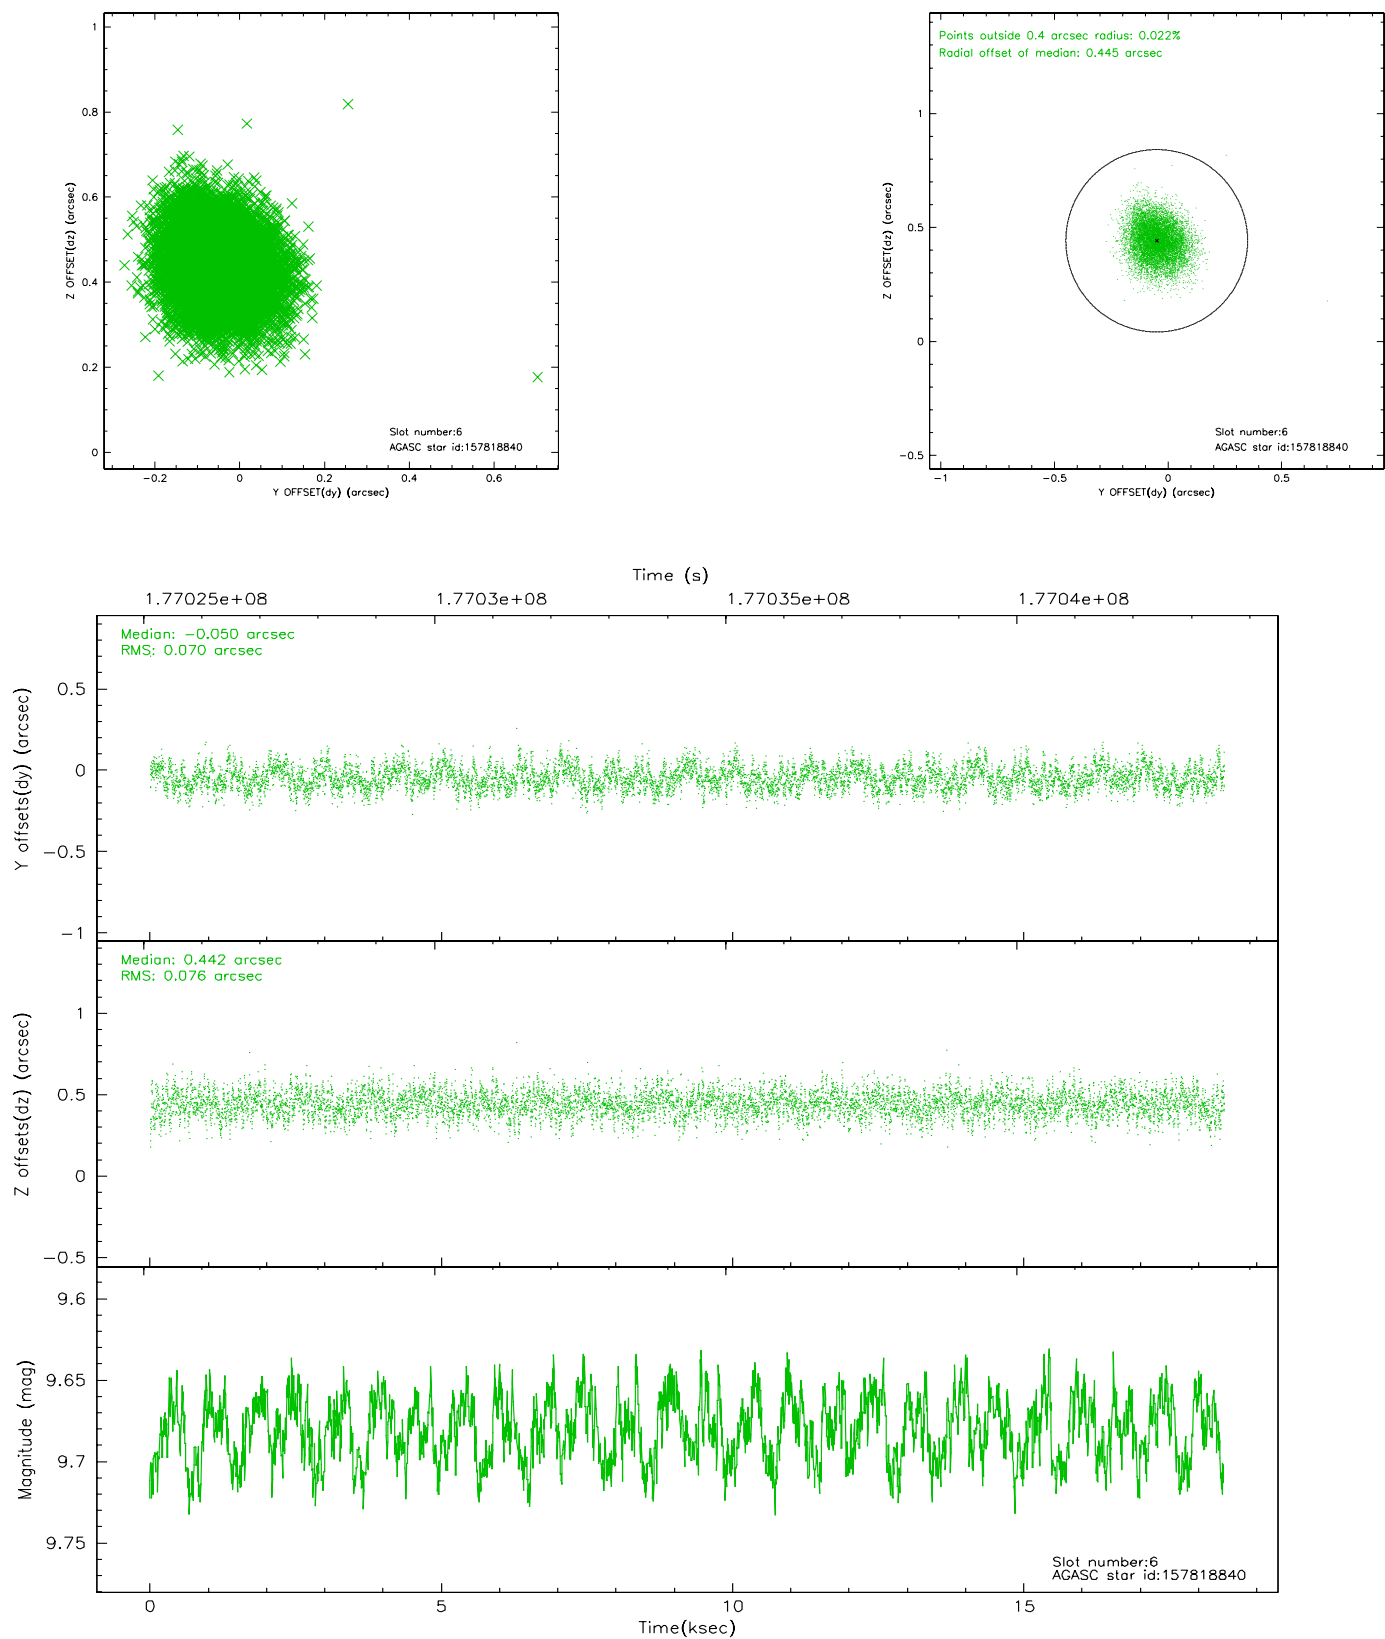 1
0.8
0.6
0.4
0.2
0
Z OFFSET(dz) (arcsec)
−0.2 0 0.2 0.4 0.6
Y OFFSET(dy) (arcsec)
Slot number:6
AGASC star id:157818840
Points outside 0.4 arcsec radius: 0.022%
Radial offset of median: 0.445 arcsec
1
0.5
0
−0.5
Z OFFSET(dz) (arcsec)
−1 −0.5 0 0.5
Y OFFSET(dy) (arcsec)
Slot number:6
AGASC star id:157818840
Time (s)
1.77025e+08 1.7703e+08 1.77035e+08 1.7704e+08
Median: −0.050 arcsec
RMS: 0.070 arcsec
0.5
0
−0.5
−1
Y offsets(dy) (arcsec)
Median: 0.442 arcsec
RMS: 0.076 arcsec
1
0.5
0
−0.5
Z offsets(dz) (arcsec)
9.6
9.65
9.7
9.75
Magnitude (mag)
Slot number:6
AGASC star id:157818840
0 5 10 15
Time(ksec)